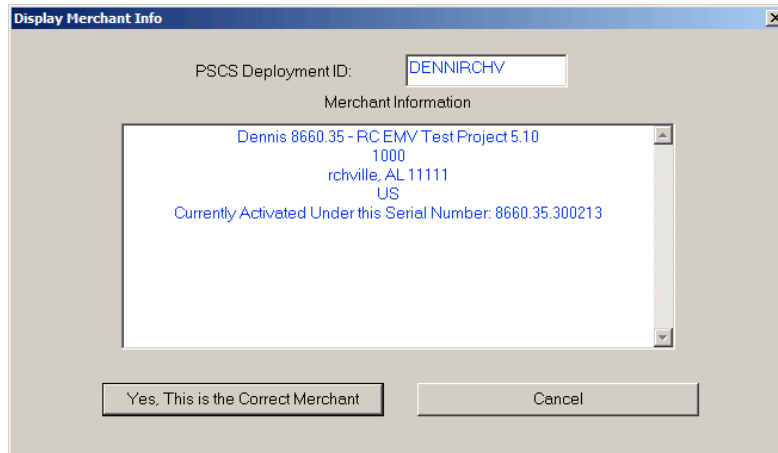 Display Merchant Info
PSCS Deployment ID: DENNIRCHV
Merchant Information
Dennis 8660.35 - RC EMV Test Project 5.10
1000
rchville, AL 11111
US
Currently Activated Under this Serial Number: 8660.35.300213
Yes, This is the Correct Merchant Cancel